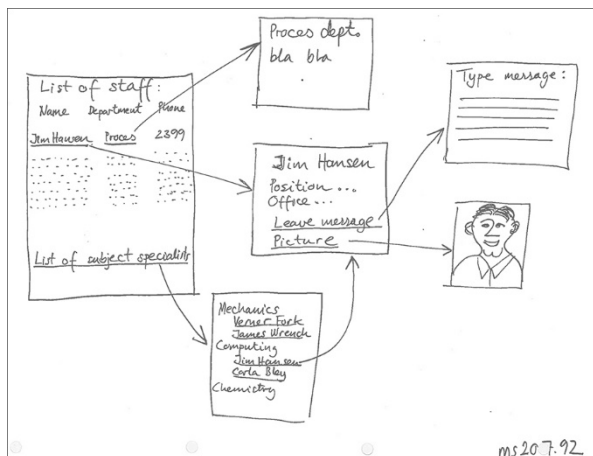 List of staff:
Name Department Phone
Jim Hansen Proces 2399
List of subject specialists
Proces dept.
bla bla
Jim Hansen
Position ...
Office ...
Leave message
Picture
Type message:
Mechanics
Verner Fork
James Wrench
Computing
Jim Hansen
Carla Bley
Chemistry
ms 20.7.92